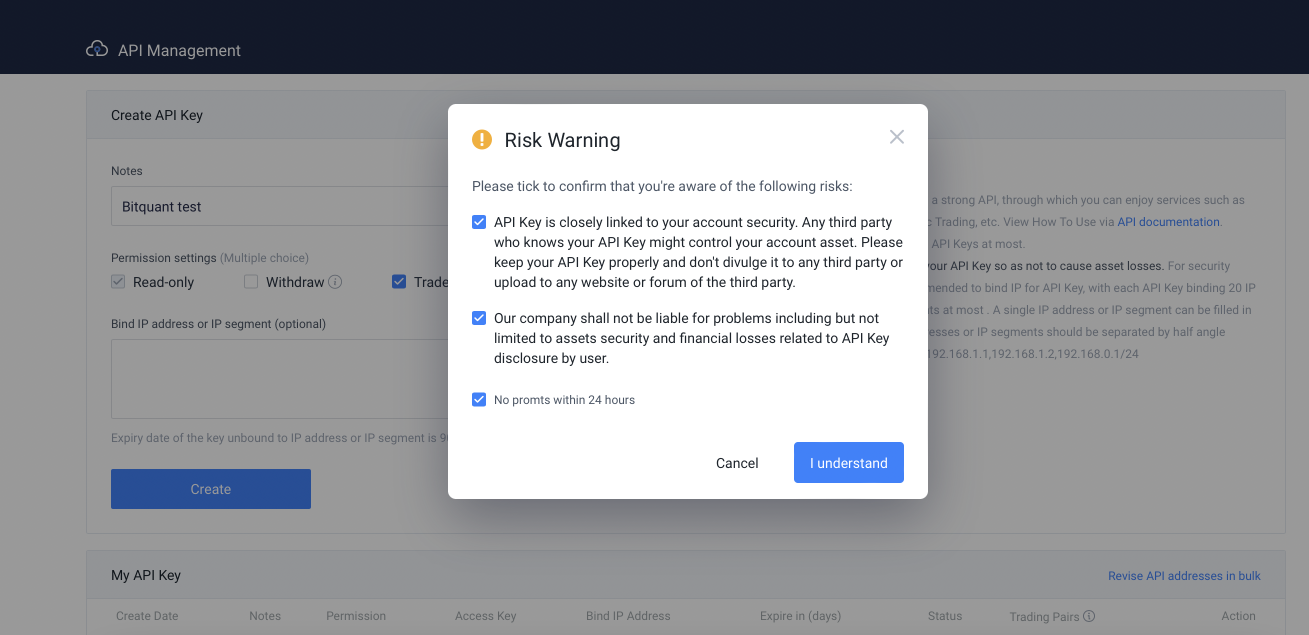 API Management
Create API Key
Notes
Bitquant test
Permission settings (Multiple choice)
Read-only
Withdraw
Trade
Bind IP address or IP segment (optional)
Expiry date of the key unbound to IP address or IP segment is
Create
Risk Warning
Please tick to confirm that you're aware of the following risks:
API Key is closely linked to your account security. Any third party
who knows your API Key might control your account asset. Please
keep your API Key properly and don't divulge it to any third party or
upload to any website or forum of the third party.
Our company shall not be liable for problems including but not
limited to assets security and financial losses related to API Key
disclosure by user.
No promts within 24 hours
Cancel
I understand
a strong API, through which you can enjoy services such as
Trading, etc. View How To Use via API documentation.
API Keys at most.
your API Key so as not to cause asset losses. For security
to bind IP for API Key, with each API Key binding 20 IP
at most . A single IP address or IP segment can be filled in
or IP segments should be separated by half angle
192.168.1.1,192.168.1.2,192.168.0.1/24
My API Key
Revise API addresses in bulk
Create Date
Notes
Permission
Access Key
Bind IP Address
Expire in (days)
Status
Trading Pairs
Action